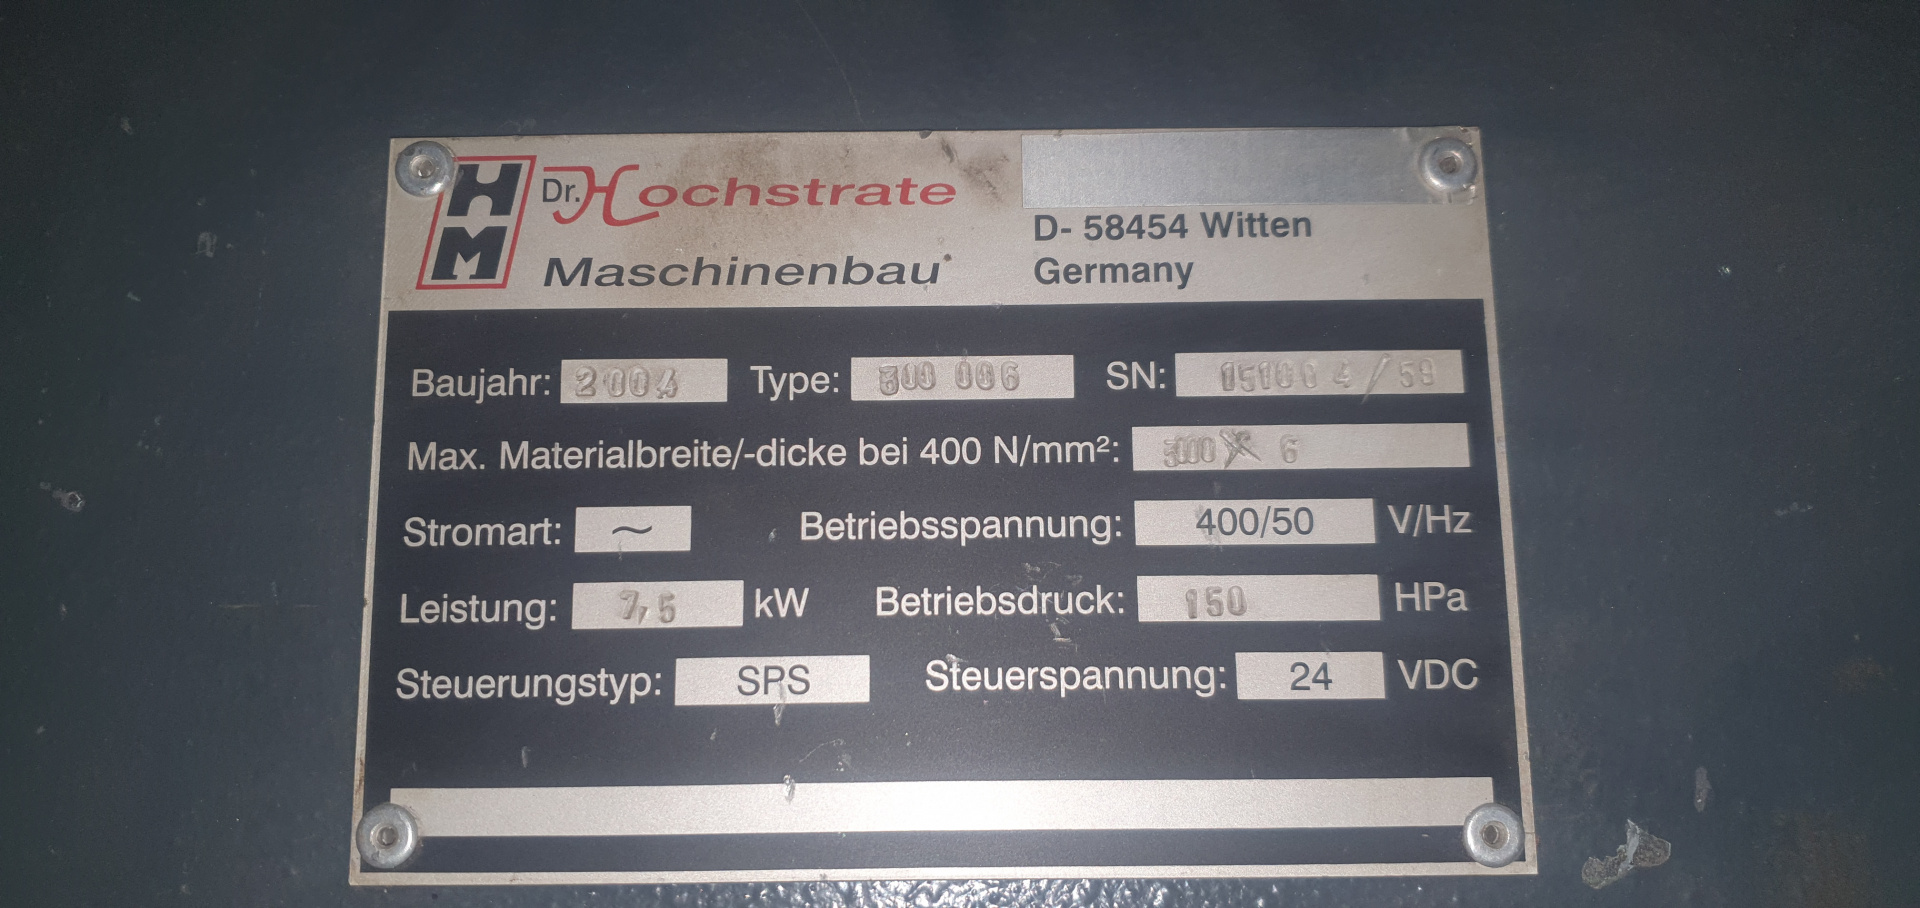 HM Dr. Hochstrate
Maschinenbau
D- 58454 Witten
Germany
Baujahr: 2004 Type: 006 SN:
Max. Materialbreite/-dicke bei 400 N/mm²: 6
Stromart: ~ Betriebsspannung: 400/50 V/Hz
Leistung: 7,5 kW Betriebsdruck: 150 HPa
Steuerungstyp: SPS Steuerspannung: 24 VDC